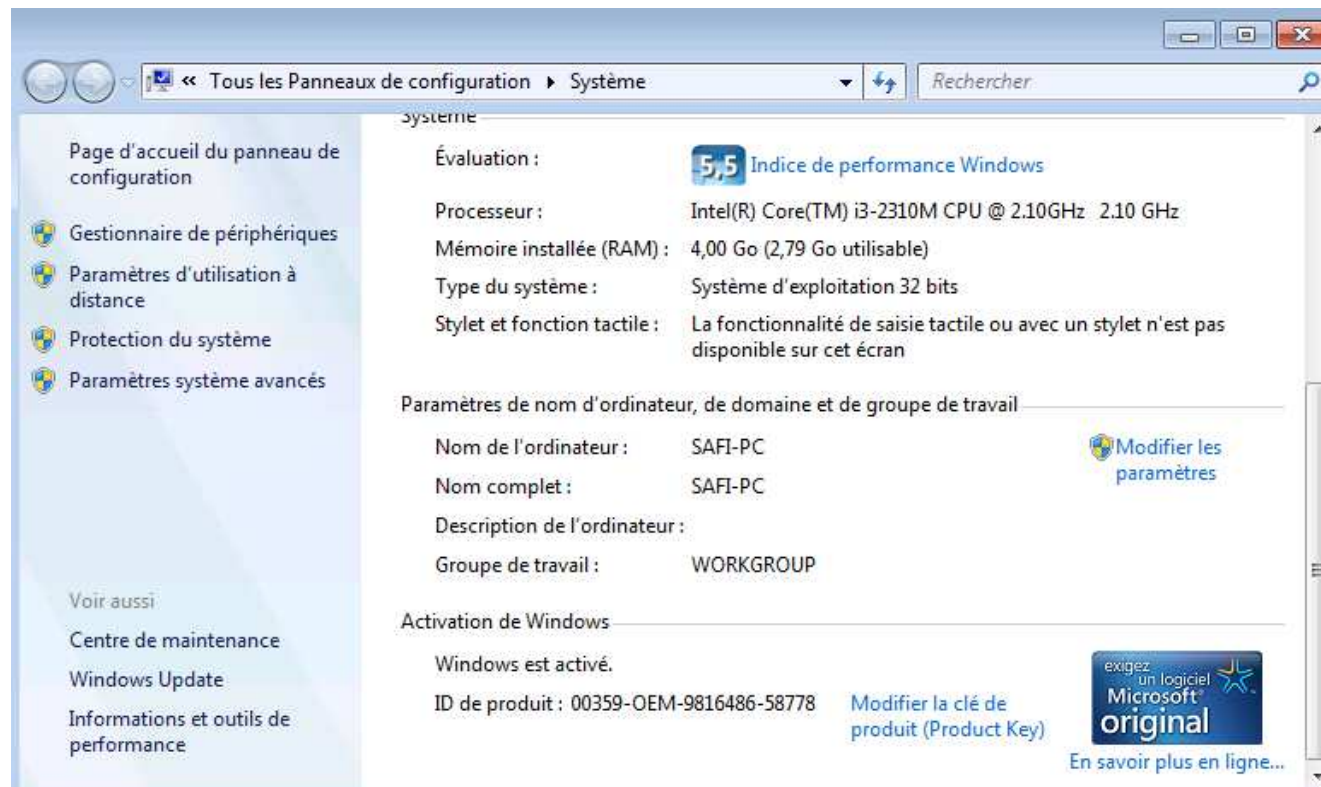 « Tous les Panneaux de configuration ▸ Système
Rechercher
Page d'accueil du panneau de
configuration
Gestionnaire de périphériques
Paramètres d'utilisation à
distance
Protection du système
Paramètres système avancés
Voir aussi
Centre de maintenance
Windows Update
Informations et outils de
performance
Système
Évaluation :
5,5 Indice de performance Windows
Processeur :
Intel(R) Core(TM) i3-2310M CPU @ 2.10GHz 2.10 GHz
Mémoire installée (RAM) :
4,00 Go (2,79 Go utilisable)
Type du système :
Système d'exploitation 32 bits
Stylet et fonction tactile :
La fonctionnalité de saisie tactile ou avec un stylet n'est pas
disponible sur cet écran
Paramètres de nom d'ordinateur, de domaine et de groupe de travail
Nom de l'ordinateur :
SAFI-PC
Modifier les
paramètres
Nom complet :
SAFI-PC
Description de l'ordinateur :
Groupe de travail :
WORKGROUP
Activation de Windows
Windows est activé.
ID de produit : 00359-OEM-9816486-58778
Modifier la clé de
produit (Product Key)
exigez
un logiciel
Microsoft®
original
En savoir plus en ligne...